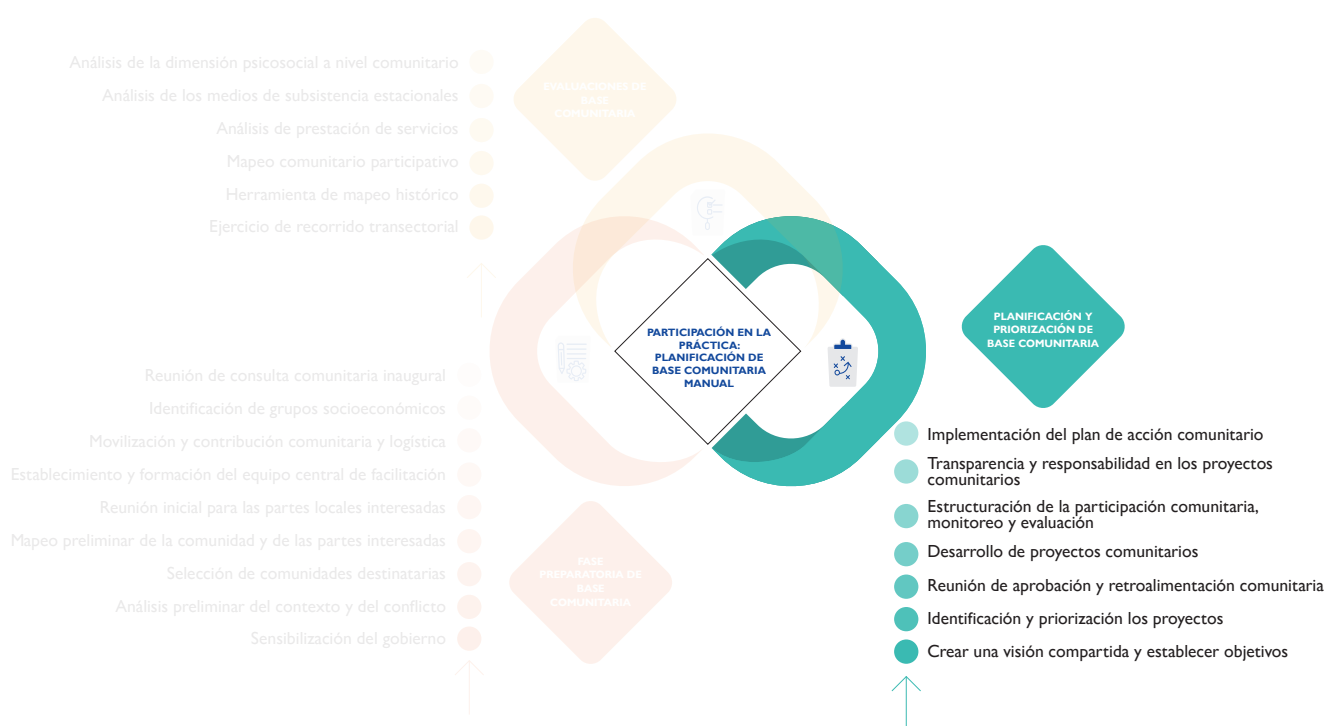 Análisis de la dimensión psicosocial a nivel comunitario
Análisis de los medios de subsistencia estacionales
Análisis de prestación de servicios
Mapeo comunitario participativo
Herramienta de mapeo histórico
Ejercicio de recorrido transectorial
EVALUACIONES DE
BASE
COMUNITARIA
Reunión de consulta comunitaria inaugural
Identificación de grupos socioeconómicos
Movilización y contribución comunitaria y logística
Establecimiento y formación del equipo central de facilitación
Reunión inicial para las partes locales interesadas
Mapeo preliminar de la comunidad y de las partes interesadas
Selección de comunidades destinatarias
Análisis preliminar del contexto y del conflicto
Sensibilización del gobierno
FASE
PREPARATORIA DE
BASE
COMUNITARIA
PARTICIPACIÓN EN LA
PRÁCTICA:
PLANIFICACIÓN DE
BASE COMUNITARIA
MANUAL
PLANIFICACIÓN Y
PRIORIZACIÓN DE
BASE COMUNITARIA
Implementación del plan de acción comunitario
Transparencia y responsabilidad en los proyectos
comunitarios
Estructuración de la participación comunitaria,
monitoreo y evaluación
Desarrollo de proyectos comunitarios
Reunión de aprobación y retroalimentación comunitaria
Identificación y priorización los proyectos
Crear una visión compartida y establecer objetivos